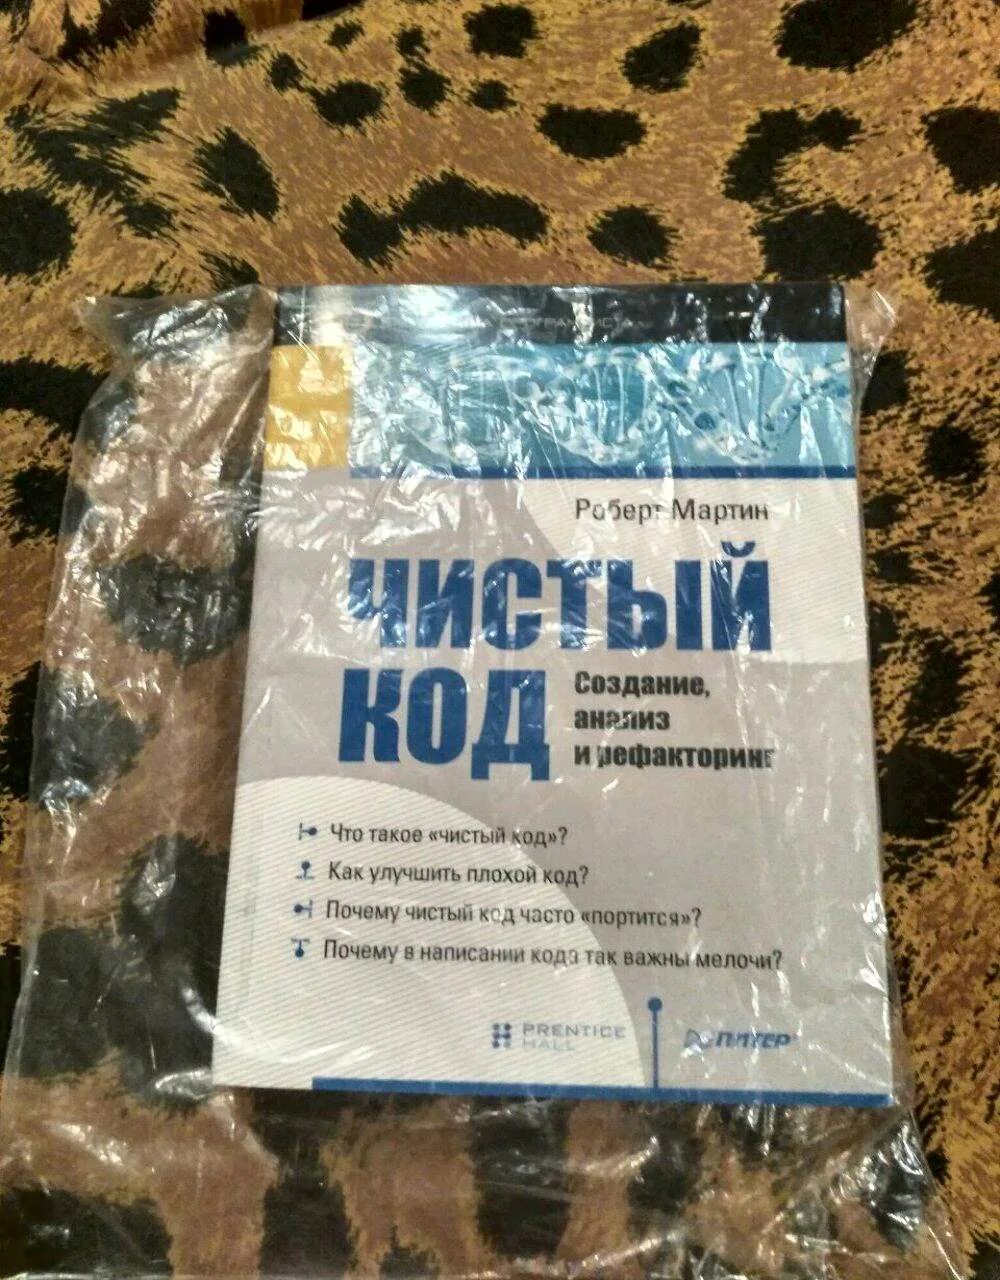 Роберт Мартин
ЧИСТЫЙ
КОД
Создание,
анализ
и рефакторинг
Что такое «чистый код»?
Как улучшить плохой код?
Почему чистый код часто «портится»?
Почему в написании кода так важны мелочи?
PRENTICE
HALL
ПИТЕР